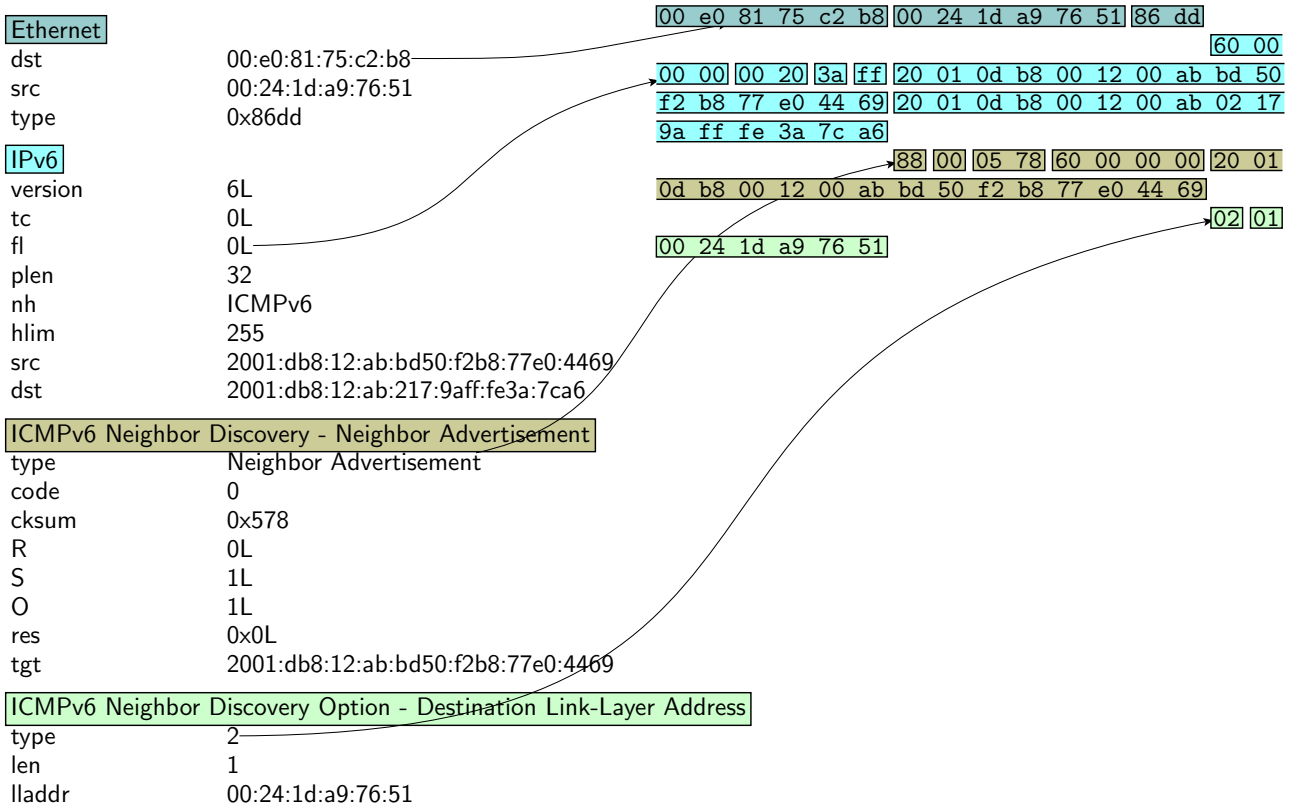 Ethernet
dst 00:e0:81:75:c2:b8
src 00:24:1d:a9:76:51
type 0x86dd
IPv6
version 6L
tc 0L
fl 0L
plen 32
nh ICMPv6
hlim 255
src 2001:db8:12:ab:bd50:f2b8:77e0:4469
dst 2001:db8:12:ab:217:9aff:fe3a:7ca6
ICMPv6 Neighbor Discovery - Neighbor Advertisement
type Neighbor Advertisement
code 0
cksum 0x578
R 0L
S 1L
O 1L
res 0x0L
tgt 2001:db8:12:ab:bd50:f2b8:77e0:4469
ICMPv6 Neighbor Discovery Option - Destination Link-Layer Address
type 2
len 1
lladdr 00:24:1d:a9:76:51
00 e0 81 75 c2 b8 00 24 1d a9 76 51 86 dd
60 00
00 00 00 20 3a ff 20 01 0d b8 00 12 00 ab bd 50
f2 b8 77 e0 44 69 20 01 0d b8 00 12 00 ab 02 17
9a ff fe 3a 7c a6
88 00 05 78 60 00 00 00 20 01
0d b8 00 12 00 ab bd 50 f2 b8 77 e0 44 69
02 01
00 24 1d a9 76 51